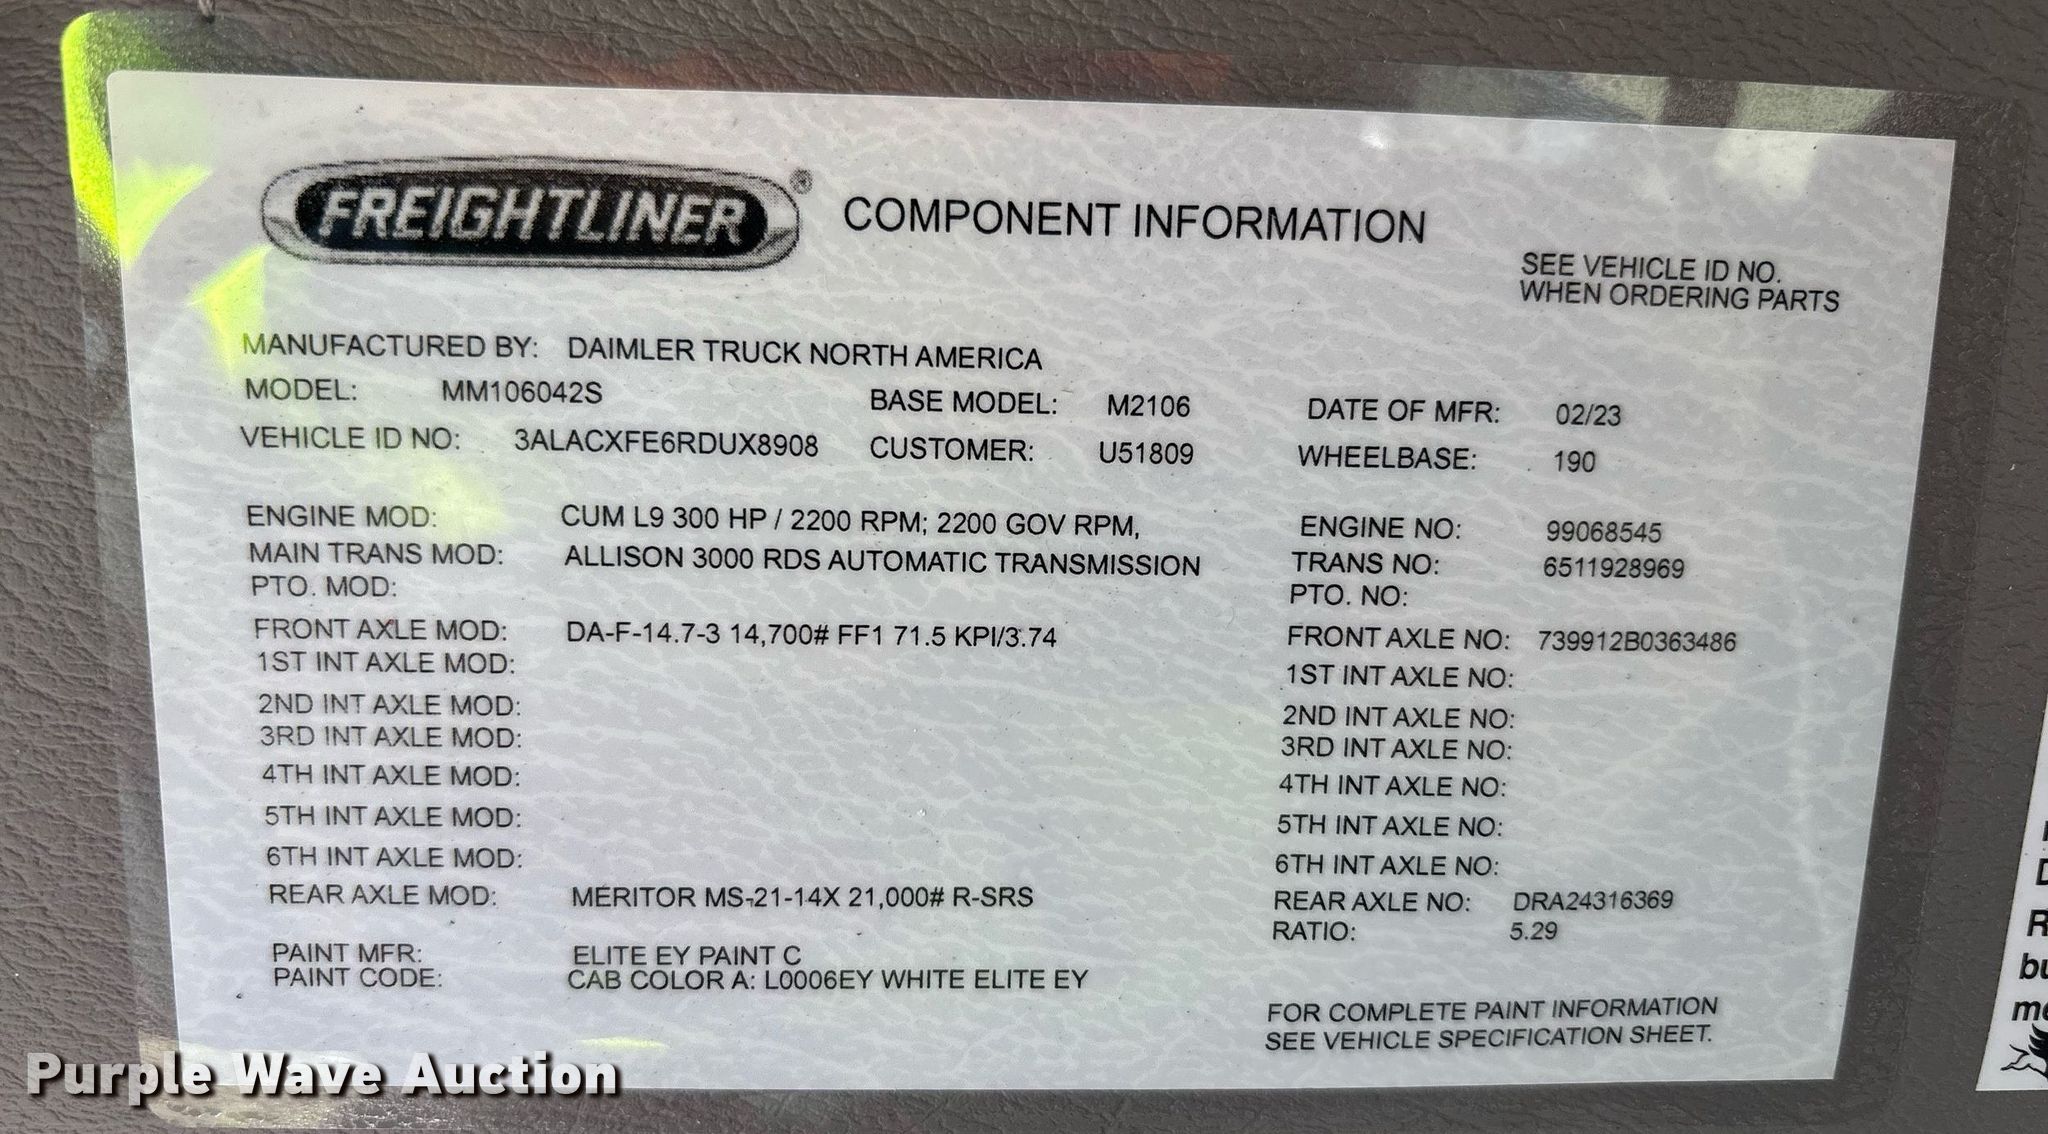 FREIGHTLINER® COMPONENT INFORMATION
SEE VEHICLE ID NO.
WHEN ORDERING PARTS
MANUFACTURED BY: DAIMLER TRUCK NORTH AMERICA
MODEL: MM106042S BASE MODEL: M2106 DATE OF MFR: 02/23
VEHICLE ID NO: 3ALACXFE6RDUX8908 CUSTOMER: U51809 WHEELBASE: 190
ENGINE MOD: CUM L9 300 HP / 2200 RPM; 2200 GOV RPM, ENGINE NO: 99068545
MAIN TRANS MOD: ALLISON 3000 RDS AUTOMATIC TRANSMISSION TRANS NO: 6511928969
PTO. MOD: PTO. NO:
FRONT AXLE MOD: DA-F-14.7-3 14,700# FF1 71.5 KPI/3.74 FRONT AXLE NO: 739912B0363486
1ST INT AXLE MOD: 1ST INT AXLE NO:
2ND INT AXLE MOD: 2ND INT AXLE NO:
3RD INT AXLE MOD: 3RD INT AXLE NO:
4TH INT AXLE MOD: 4TH INT AXLE NO:
5TH INT AXLE MOD: 5TH INT AXLE NO:
6TH INT AXLE MOD: 6TH INT AXLE NO:
REAR AXLE MOD: MERITOR MS-21-14X 21,000# R-SRS REAR AXLE NO: DRA24316369
RATIO: 5.29
PAINT MFR: ELITE EY PAINT C
PAINT CODE: CAB COLOR A: L0006EY WHITE ELITE EY
FOR COMPLETE PAINT INFORMATION
SEE VEHICLE SPECIFICATION SHEET.
Purple Wave Auction